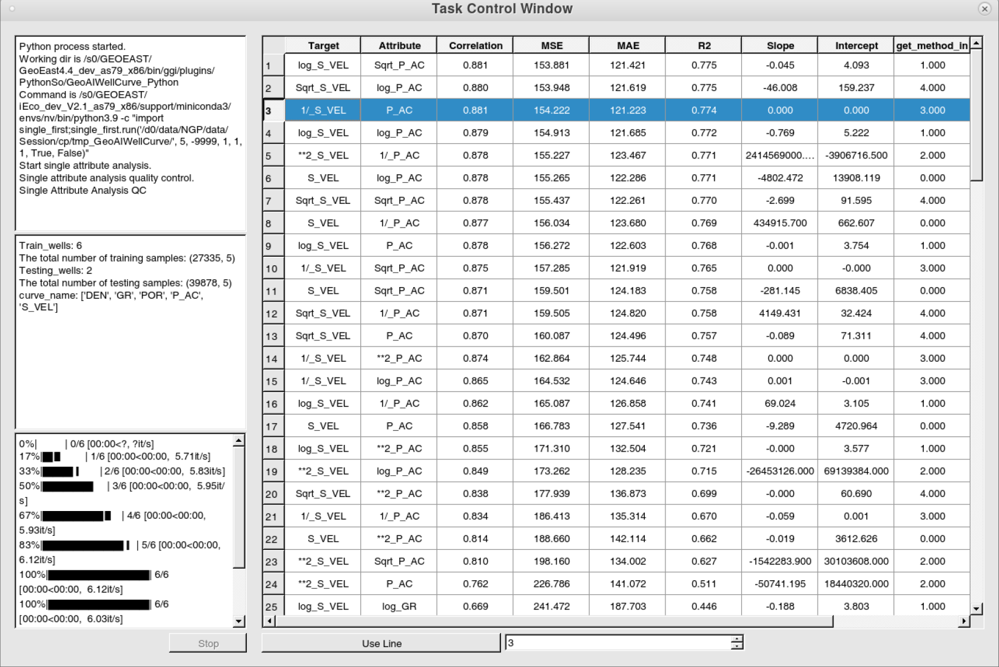 Task Control Window
Python process started.
Working dir is /s0/GEOEAST/
GeoEast4.4_dev_as79_x86/bin/ggi/plugins/
PythonSo/GeoAIWellCurve_Python
Command is /s0/GEOEAST/
iEco_dev_V2.1_as79_x86/support/miniconda3/
envs/nv/bin/python3.9 -c "import
single_first;single_first.run('/d0/data/NGP/data/
Session/cp/tmp_GeoAIWellCurve/', 5, -9999, 1, 1,
1, True, False)"
Start single attribute analysis.
Single attribute analysis quality control.
Single Attribute Analysis QC
Train_wells: 6
The total number of training samples: (27335, 5)
Testing_wells: 2
The total number of testing samples: (39878, 5)
curve_name: ['DEN', 'GR', 'POR', 'P_AC',
'S_VEL']
0%| | 0/6 [00:00<?, ?it/s]
17%| | 1/6 [00:00<00:00, 5.71it/s]
33%| | 2/6 [00:00<00:00, 5.83it/s]
50%| | 3/6 [00:00<00:00, 5.95it/
s]
67%| | 4/6 [00:00<00:00,
5.93it/s]
83%| | 5/6 [00:00<00:00,
6.12it/s]
100%| | 6/6
[00:00<00:00, 6.12it/s]
100%| | 6/6
[00:00<00:00, 6.03it/s]
Stop
Target Attribute Correlation MSE MAE R2 Slope Intercept get_method_in
1 log_S_VEL Sqrt_P_AC 0.881 153.881 121.421 0.775 -0.045 4.093 1.000
2 Sqrt_S_VEL log_P_AC 0.880 153.948 121.619 0.775 -46.008 159.237 4.000
3 1/_S_VEL P_AC 0.881 154.222 121.223 0.774 0.000 0.000 3.000
4 log_S_VEL log_P_AC 0.879 154.913 121.685 0.772 -0.769 5.222 1.000
5 **2_S_VEL 1/_P_AC 0.878 155.227 123.467 0.771 2414569000.... -3906716.500 2.000
6 S_VEL log_P_AC 0.878 155.265 122.286 0.771 -4802.472 13908.119 0.000
7 Sqrt_S_VEL Sqrt_P_AC 0.878 155.437 122.261 0.770 -2.699 91.595 4.000
8 S_VEL 1/_P_AC 0.877 156.034 123.680 0.769 434915.700 662.607 0.000
9 log_S_VEL P_AC 0.878 156.272 122.603 0.768 -0.001 3.754 1.000
10 1/_S_VEL Sqrt_P_AC 0.875 157.285 121.919 0.765 0.000 -0.000 3.000
11 S_VEL Sqrt_P_AC 0.871 159.501 124.183 0.758 -281.145 6838.405 0.000
12 Sqrt_S_VEL 1/_P_AC 0.871 159.505 124.820 0.758 4149.431 32.424 4.000
13 Sqrt_S_VEL P_AC 0.870 160.087 124.496 0.757 -0.089 71.311 4.000
14 1/_S_VEL **2_P_AC 0.874 162.864 125.744 0.748 0.000 0.000 3.000
15 1/_S_VEL log_P_AC 0.865 164.532 124.646 0.743 0.001 -0.001 3.000
16 log_S_VEL 1/_P_AC 0.862 165.087 126.858 0.741 69.024 3.105 1.000
17 S_VEL P_AC 0.858 166.783 127.541 0.736 -9.289 4720.964 0.000
18 log_S_VEL **2_P_AC 0.855 171.310 132.504 0.721 -0.000 3.577 1.000
19 **2_S_VEL log_P_AC 0.849 173.262 128.235 0.715 -26453126.000 69139384.000 2.000
20 Sqrt_S_VEL **2_P_AC 0.838 177.939 136.873 0.699 -0.000 60.690 4.000
21 1/_S_VEL 1/_P_AC 0.834 186.413 135.314 0.670 -0.059 0.001 3.000
22 S_VEL **2_P_AC 0.814 188.660 142.114 0.662 -0.019 3612.626 0.000
23 **2_S_VEL Sqrt_P_AC 0.810 198.160 134.002 0.627 -1542283.900 30103608.000 2.000
24 **2_S_VEL P_AC 0.762 226.786 141.072 0.511 -50741.195 18440320.000 2.000
25 log_S_VEL log_GR 0.669 241.472 187.703 0.446 -0.188 3.803 1.000
Use Line
3